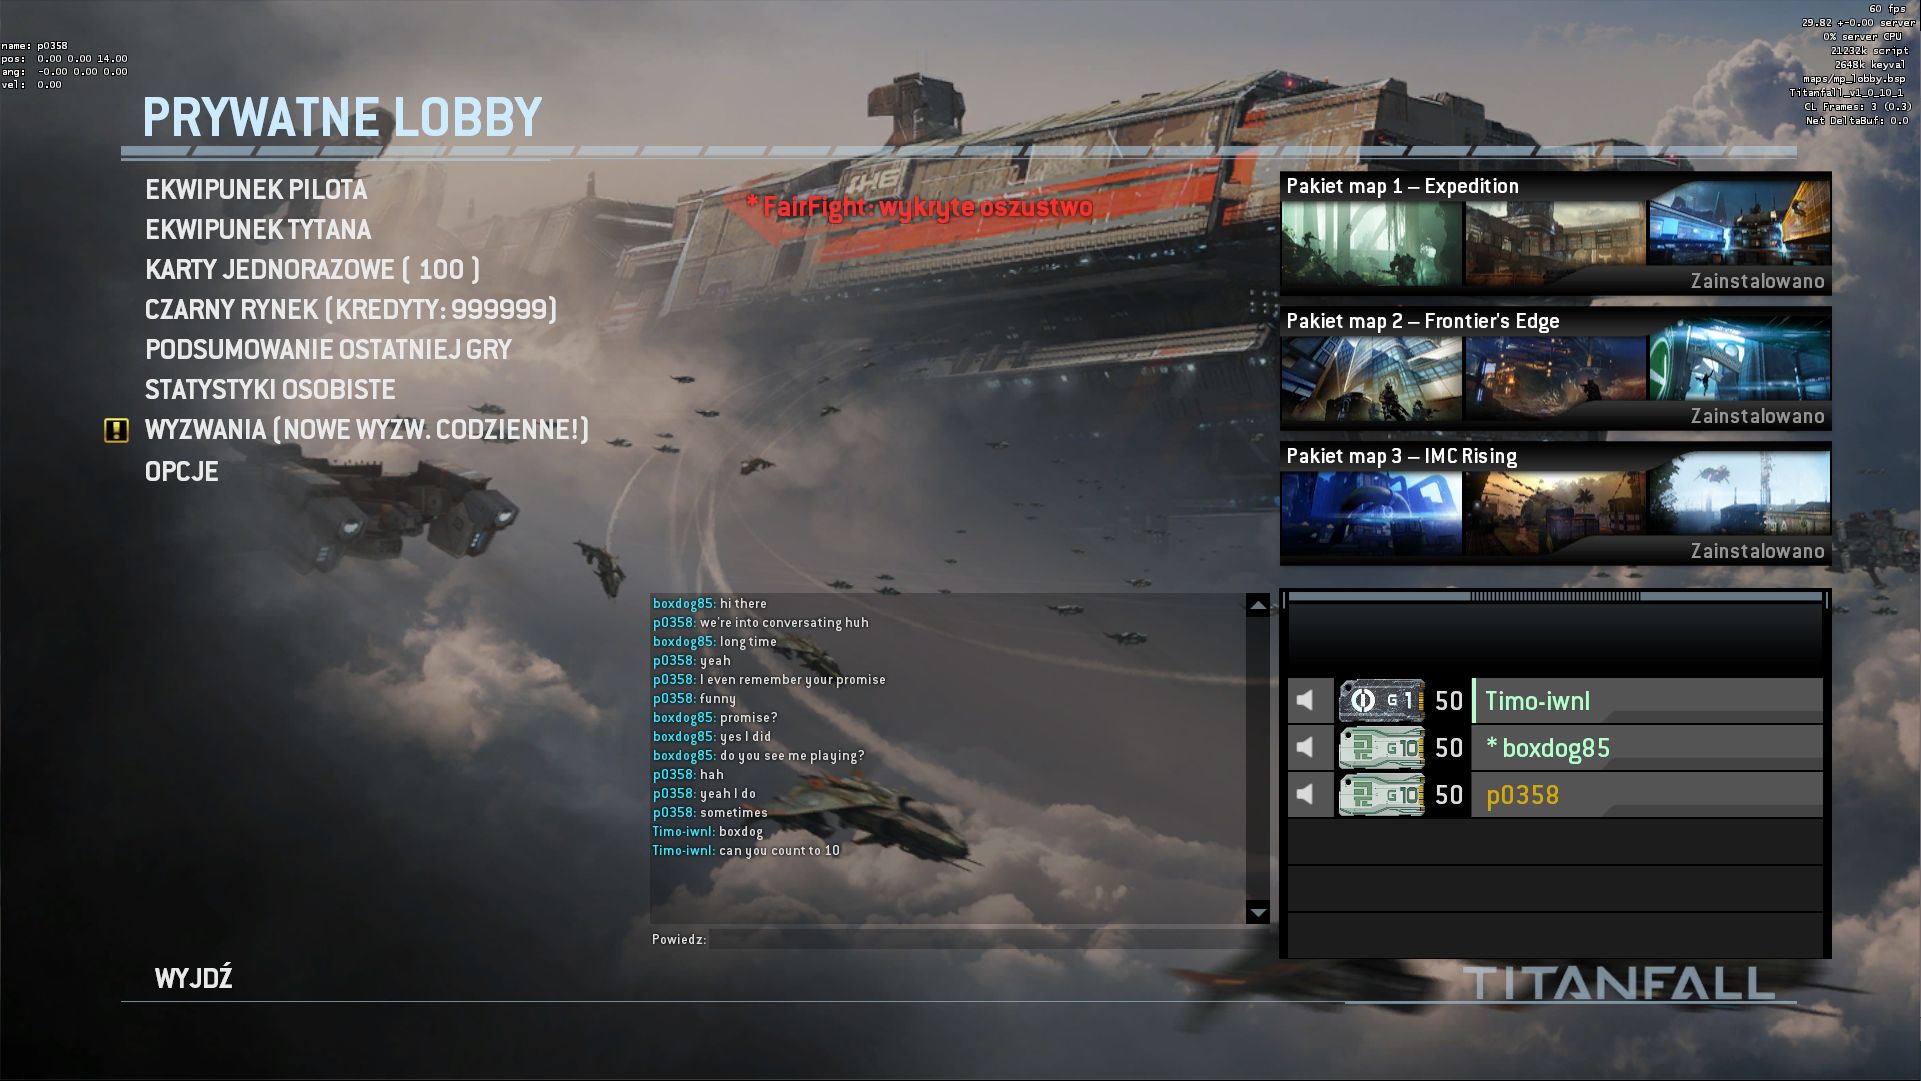 name: p0358
pos: 0.00 0.00 14.00
ang: -0.00 0.00 0.00
vel: 0.00
60 fps
29.82 +-0.00 server
0% server CPU
21232k script
2648k keyval
maps/mp_lobby.bsp
Titanfall_v1_0_10_1
CL Frames: 3 (0.3)
Net DeltaBuf: 0.0
PRYWATNE LOBBY
EKWIPUNEK PILOTA
EKWIPUNEK TYTANA
KARTY JEDNORAZOWE ( 100 )
CZARNY RYNEK (KREDYTY: 999999)
PODSUMOWANIE OSTATNIEJ GRY
STATYSTYKI OSOBISTE
WYZWANIA (NOWE WYZW. CODZIENNE!)
OPCJE
* FairFight: wykryte oszustwo
Pakiet map 1 – Expedition
Zainstalowano
Pakiet map 2 – Frontier's Edge
Zainstalowano
Pakiet map 3 – IMC Rising
Zainstalowano
boxdog85: hi there
p0358: we're into conversating huh
boxdog85: long time
p0358: yeah
p0358: I even remember your promise
p0358: funny
boxdog85: promise?
boxdog85: yes I did
boxdog85: do you see me playing?
p0358: hah
p0358: yeah I do
p0358: sometimes
Timo-iwnl: boxdog
Timo-iwnl: can you count to 10
Powiedz:
G 1 50 Timo-iwnl
G10 50 * boxdog85
G10 50 p0358
WYJDŹ
TITANFALL